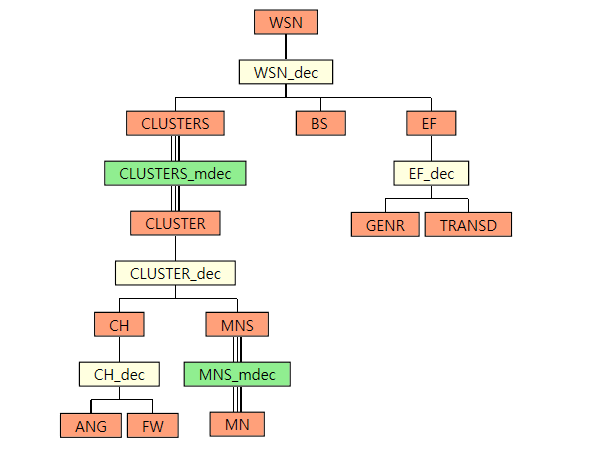 WSN
WSN_dec
CLUSTERS
BS
EF
CLUSTERS_mdec
EF_dec
CLUSTER
GENR
TRANSD
CLUSTER_dec
CH
MNS
CH_dec
MNS_mdec
ANG
FW
MN